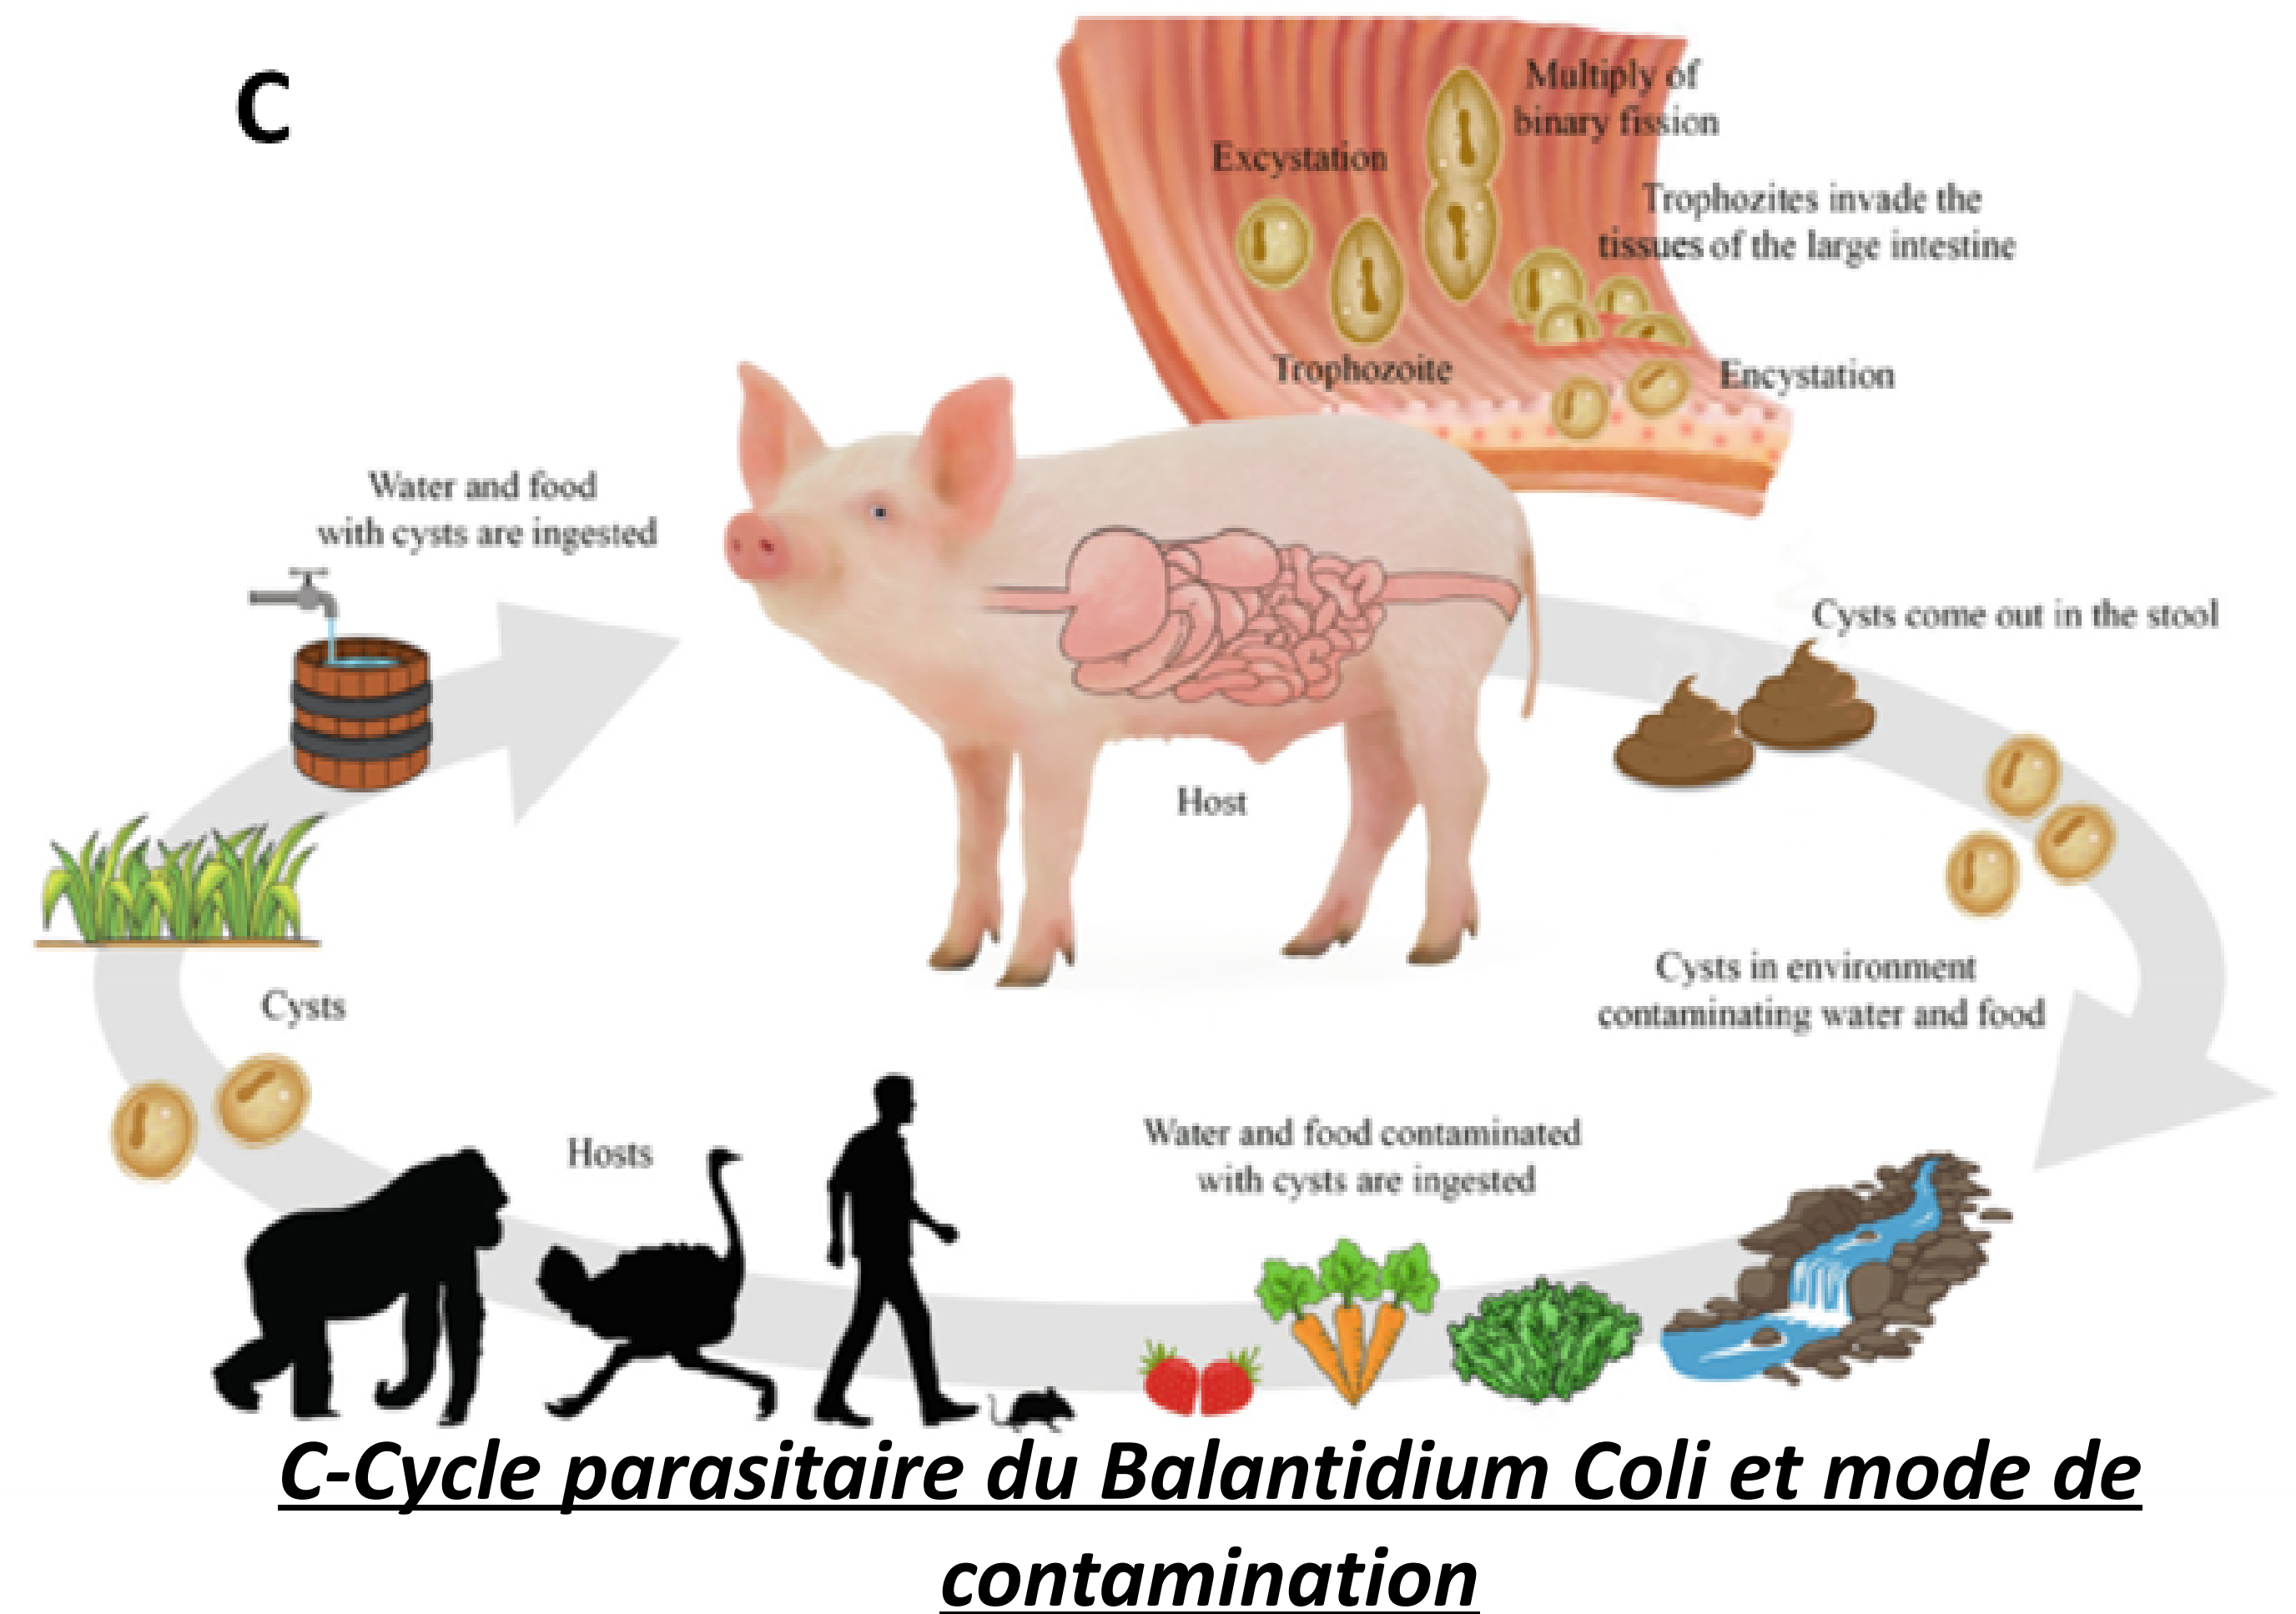 C
Multiply of
binary fission
Excystation
Trophozites invade the
tissues of the large intestine
Trophozoite
Encystation
Water and food
with cysts are ingested
Cysts come out in the stool
Host
Cysts in environment
contaminating water and food
Cysts
Hosts
Water and food contaminated
with cysts are ingested
C-Cycle parasitaire du Balantidium Coli et mode de
contamination